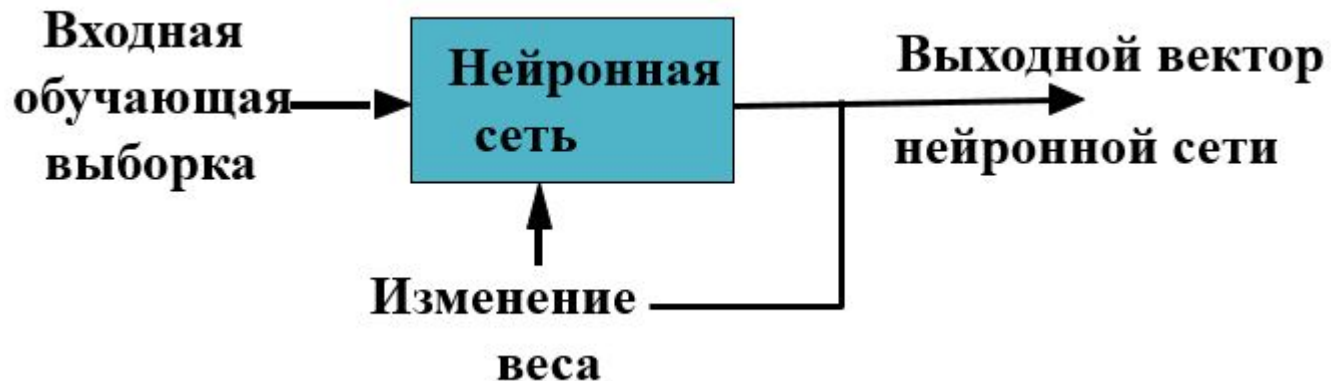 Входная
обучающая
выборка
Нейронная
сеть
Выходной вектор
нейронной сети
Изменение
веса